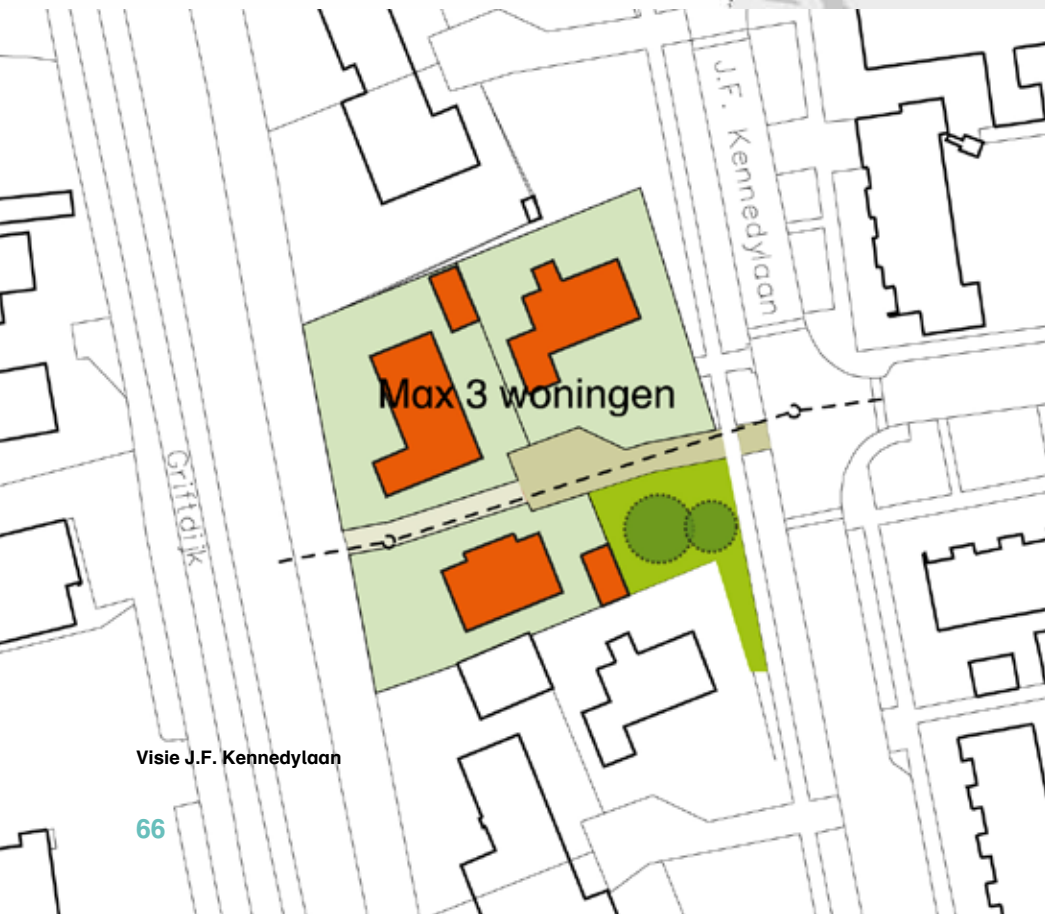 J.F. Kennedylaan
Max 3 woningen
Griftdijk
Visie J.F. Kennedylaan
66